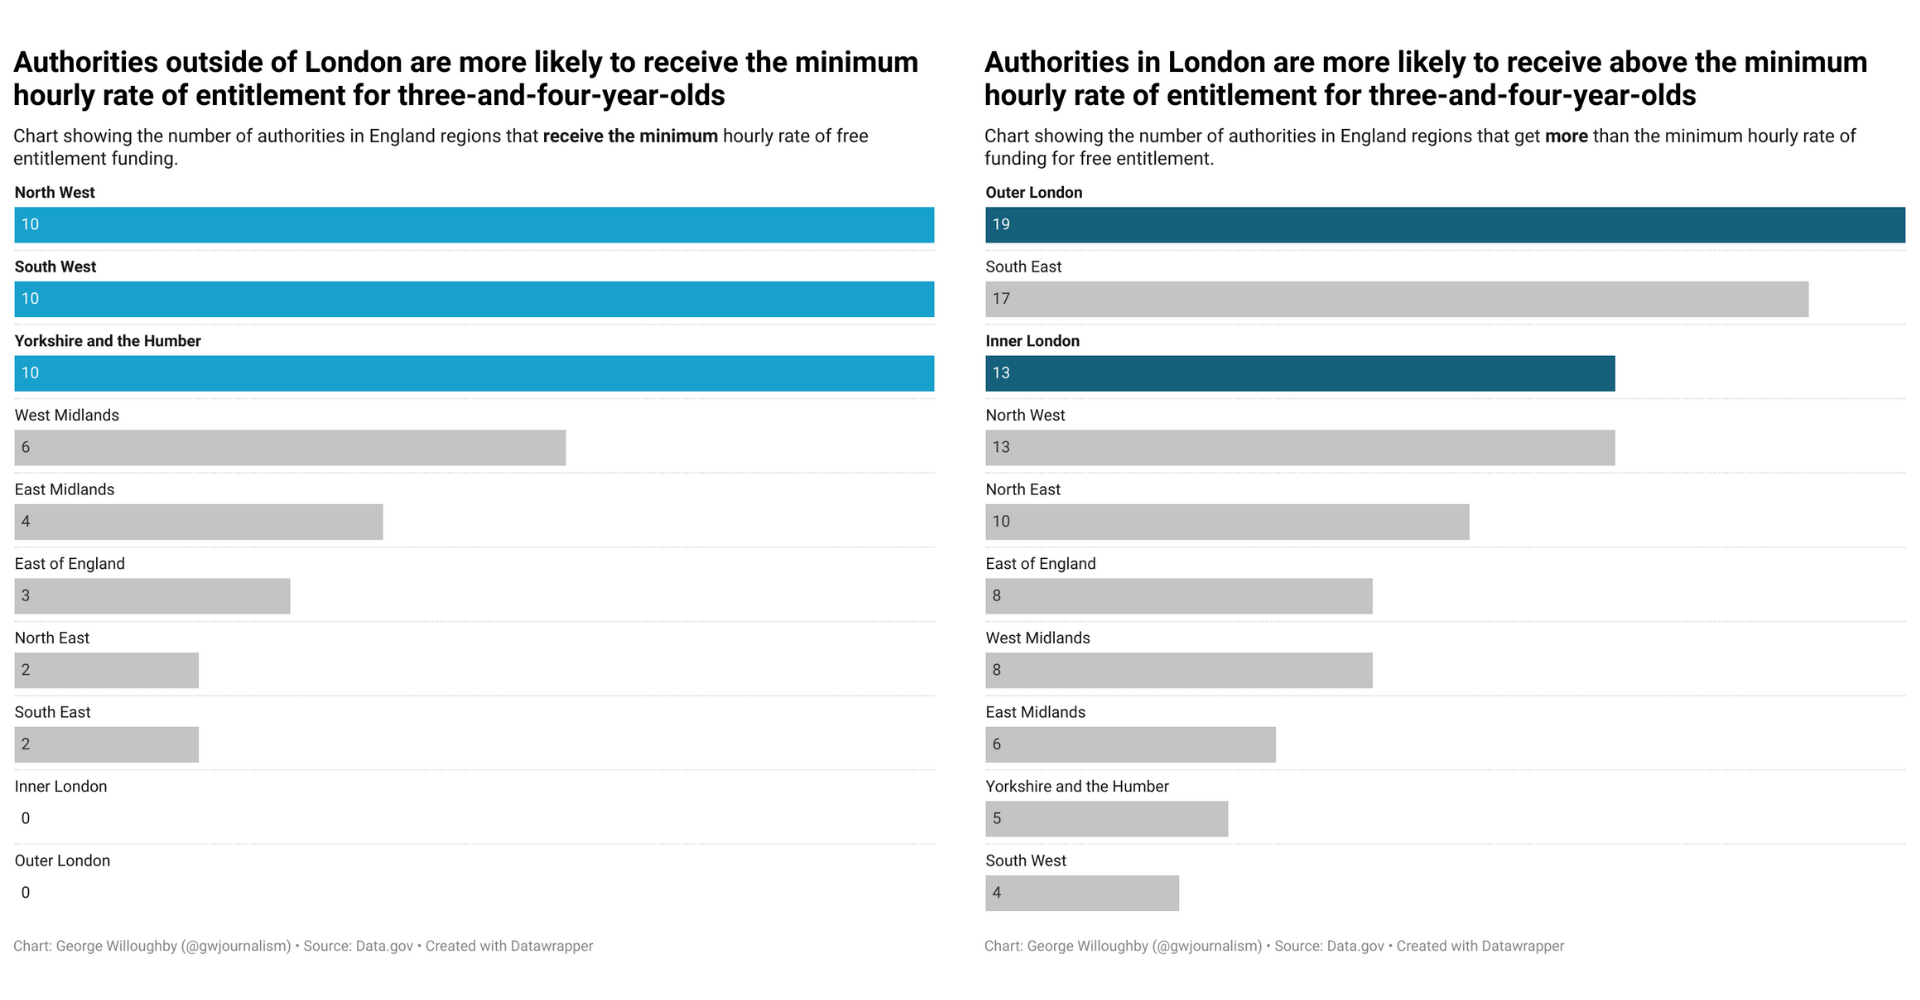 Authorities outside of London are more likely to receive the minimum
hourly rate of entitlement for three-and-four-year-olds
Chart showing the number of authorities in England regions that receive the minimum hourly rate of free
entitlement funding.
North West
10
South West
10
Yorkshire and the Humber
10
West Midlands
6
East Midlands
4
East of England
3
North East
2
South East
2
Inner London
0
Outer London
0
Chart: George Willoughby (@gwjournalism) • Source: Data.gov • Created with Datawrapper
Authorities in London are more likely to receive above the minimum
hourly rate of entitlement for three-and-four-year-olds
Chart showing the number of authorities in England regions that get more than the minimum hourly rate of
funding for free entitlement.
Outer London
19
South East
17
Inner London
13
North West
13
North East
10
East of England
8
West Midlands
8
East Midlands
6
Yorkshire and the Humber
5
South West
4
Chart: George Willoughby (@gwjournalism) • Source: Data.gov • Created with Datawrapper